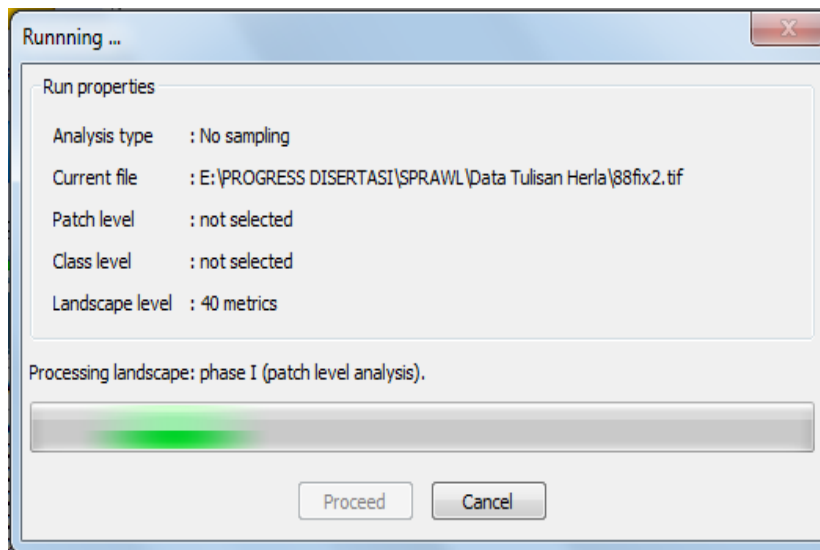 Runnning ...
X
Run properties
Analysis type : No sampling
Current file : E:\PROGRESS DISERTASI\SPRAWL\Data Tulisan Herla\88fix2.tif
Patch level : not selected
Class level : not selected
Landscape level : 40 metrics
Processing landscape: phase I (patch level analysis).
Proceed Cancel